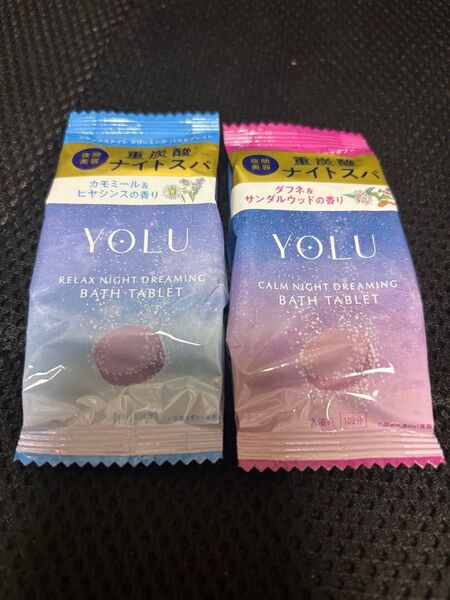 夜間
美容
重炭酸
ナイトスパ
カモミール&
ヒヤシンスの香り
YOLU
RELAX NIGHT DREAMING
BATH TABLET
夜間
美容
重炭酸
ナイトスパ
ダフネ&
サンダルウッドの香り
YOLU
CALM NIGHT DREAMING
BATH TABLET
入浴料 1回分